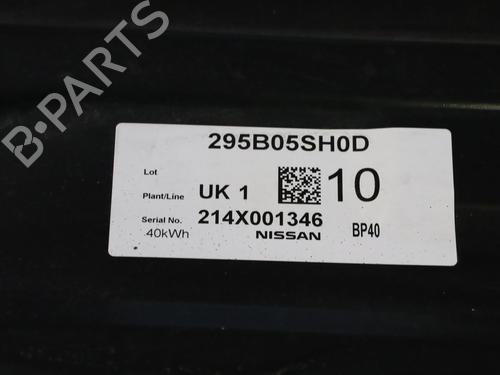 B-PARTS
295B05SH0D
Lot
Plant/Line UK 1 10
Serial No. 214X001346
40kWh NISSAN BP40